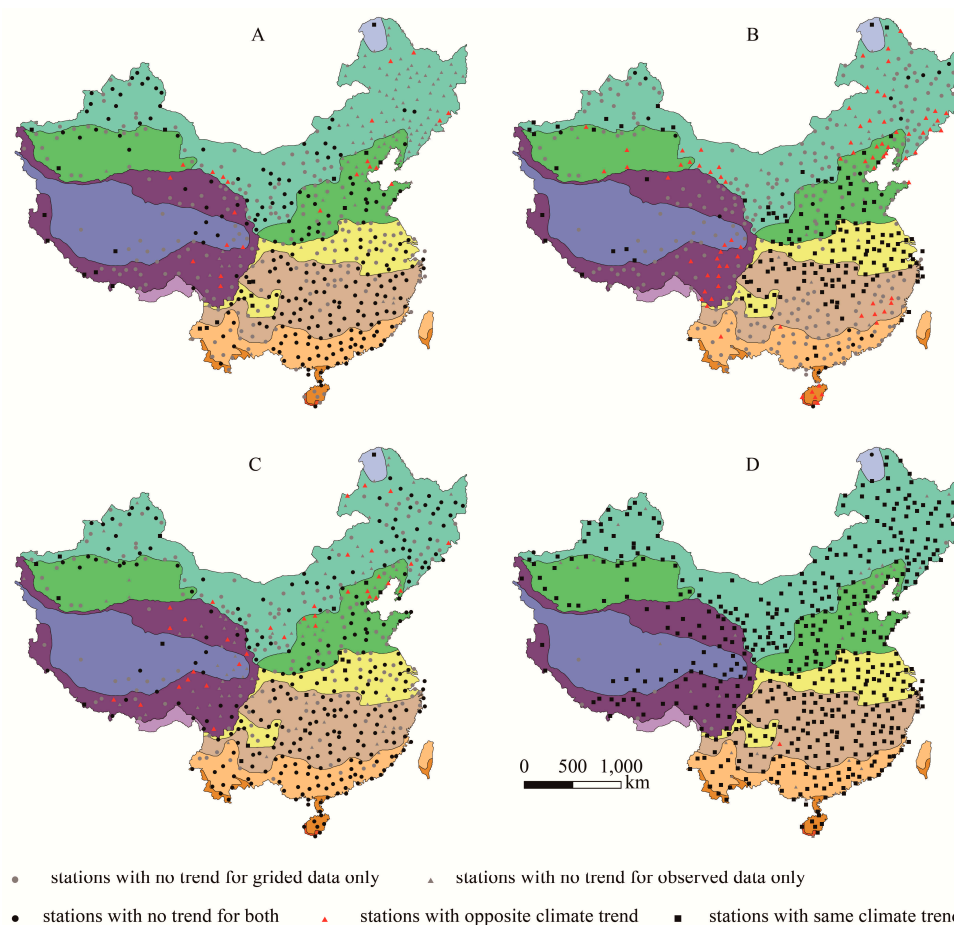 A
B
C
D
0 500 1,000
km
stations with no trend for grided data only
stations with no trend for observed data only
stations with no trend for both
stations with opposite climate trend
stations with same climate trend